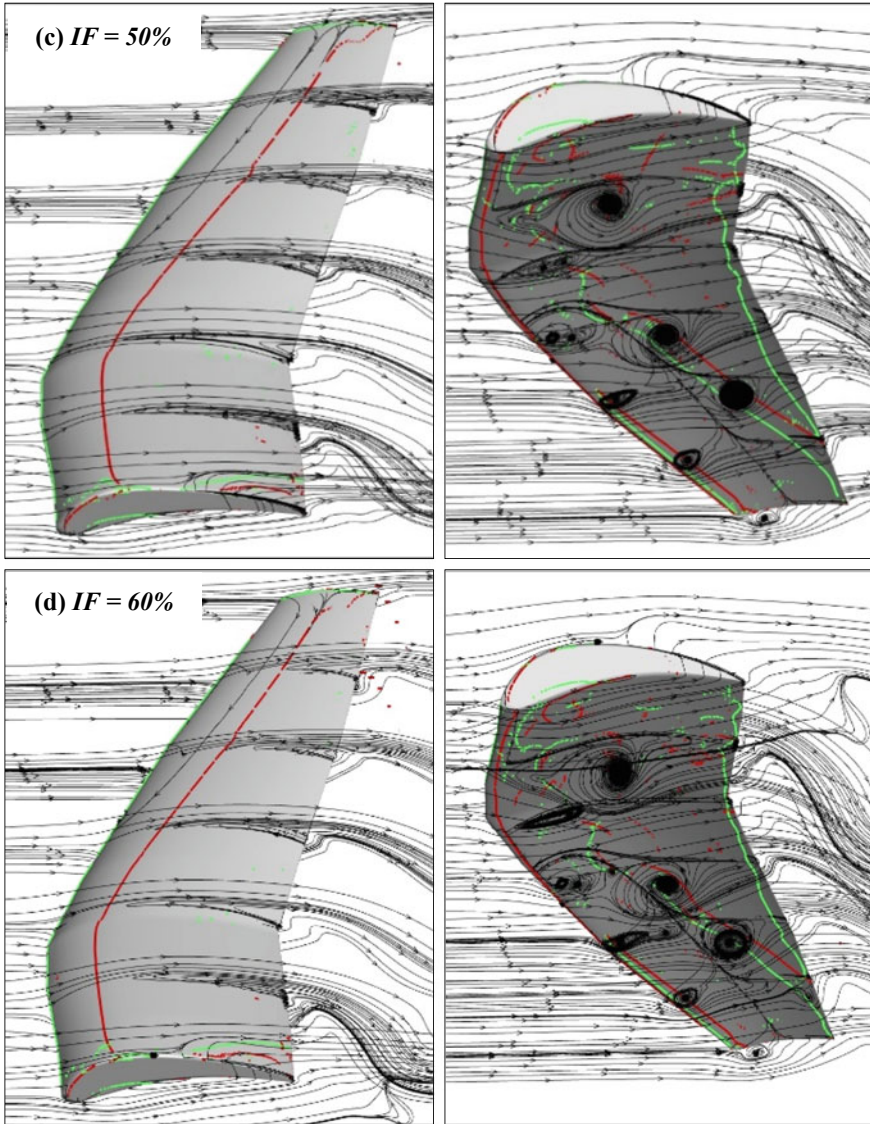 (c) IF = 50%
(d) IF = 60%